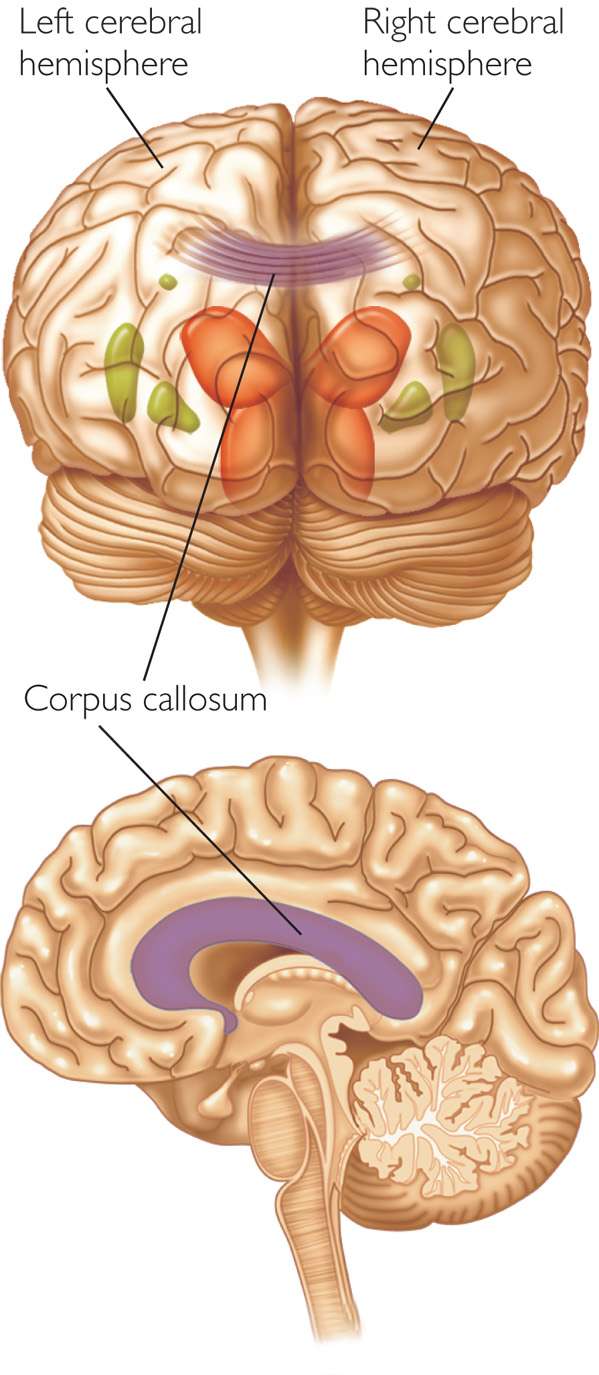 Left cerebral
hemisphere
Right cerebral
hemisphere
Corpus callosum